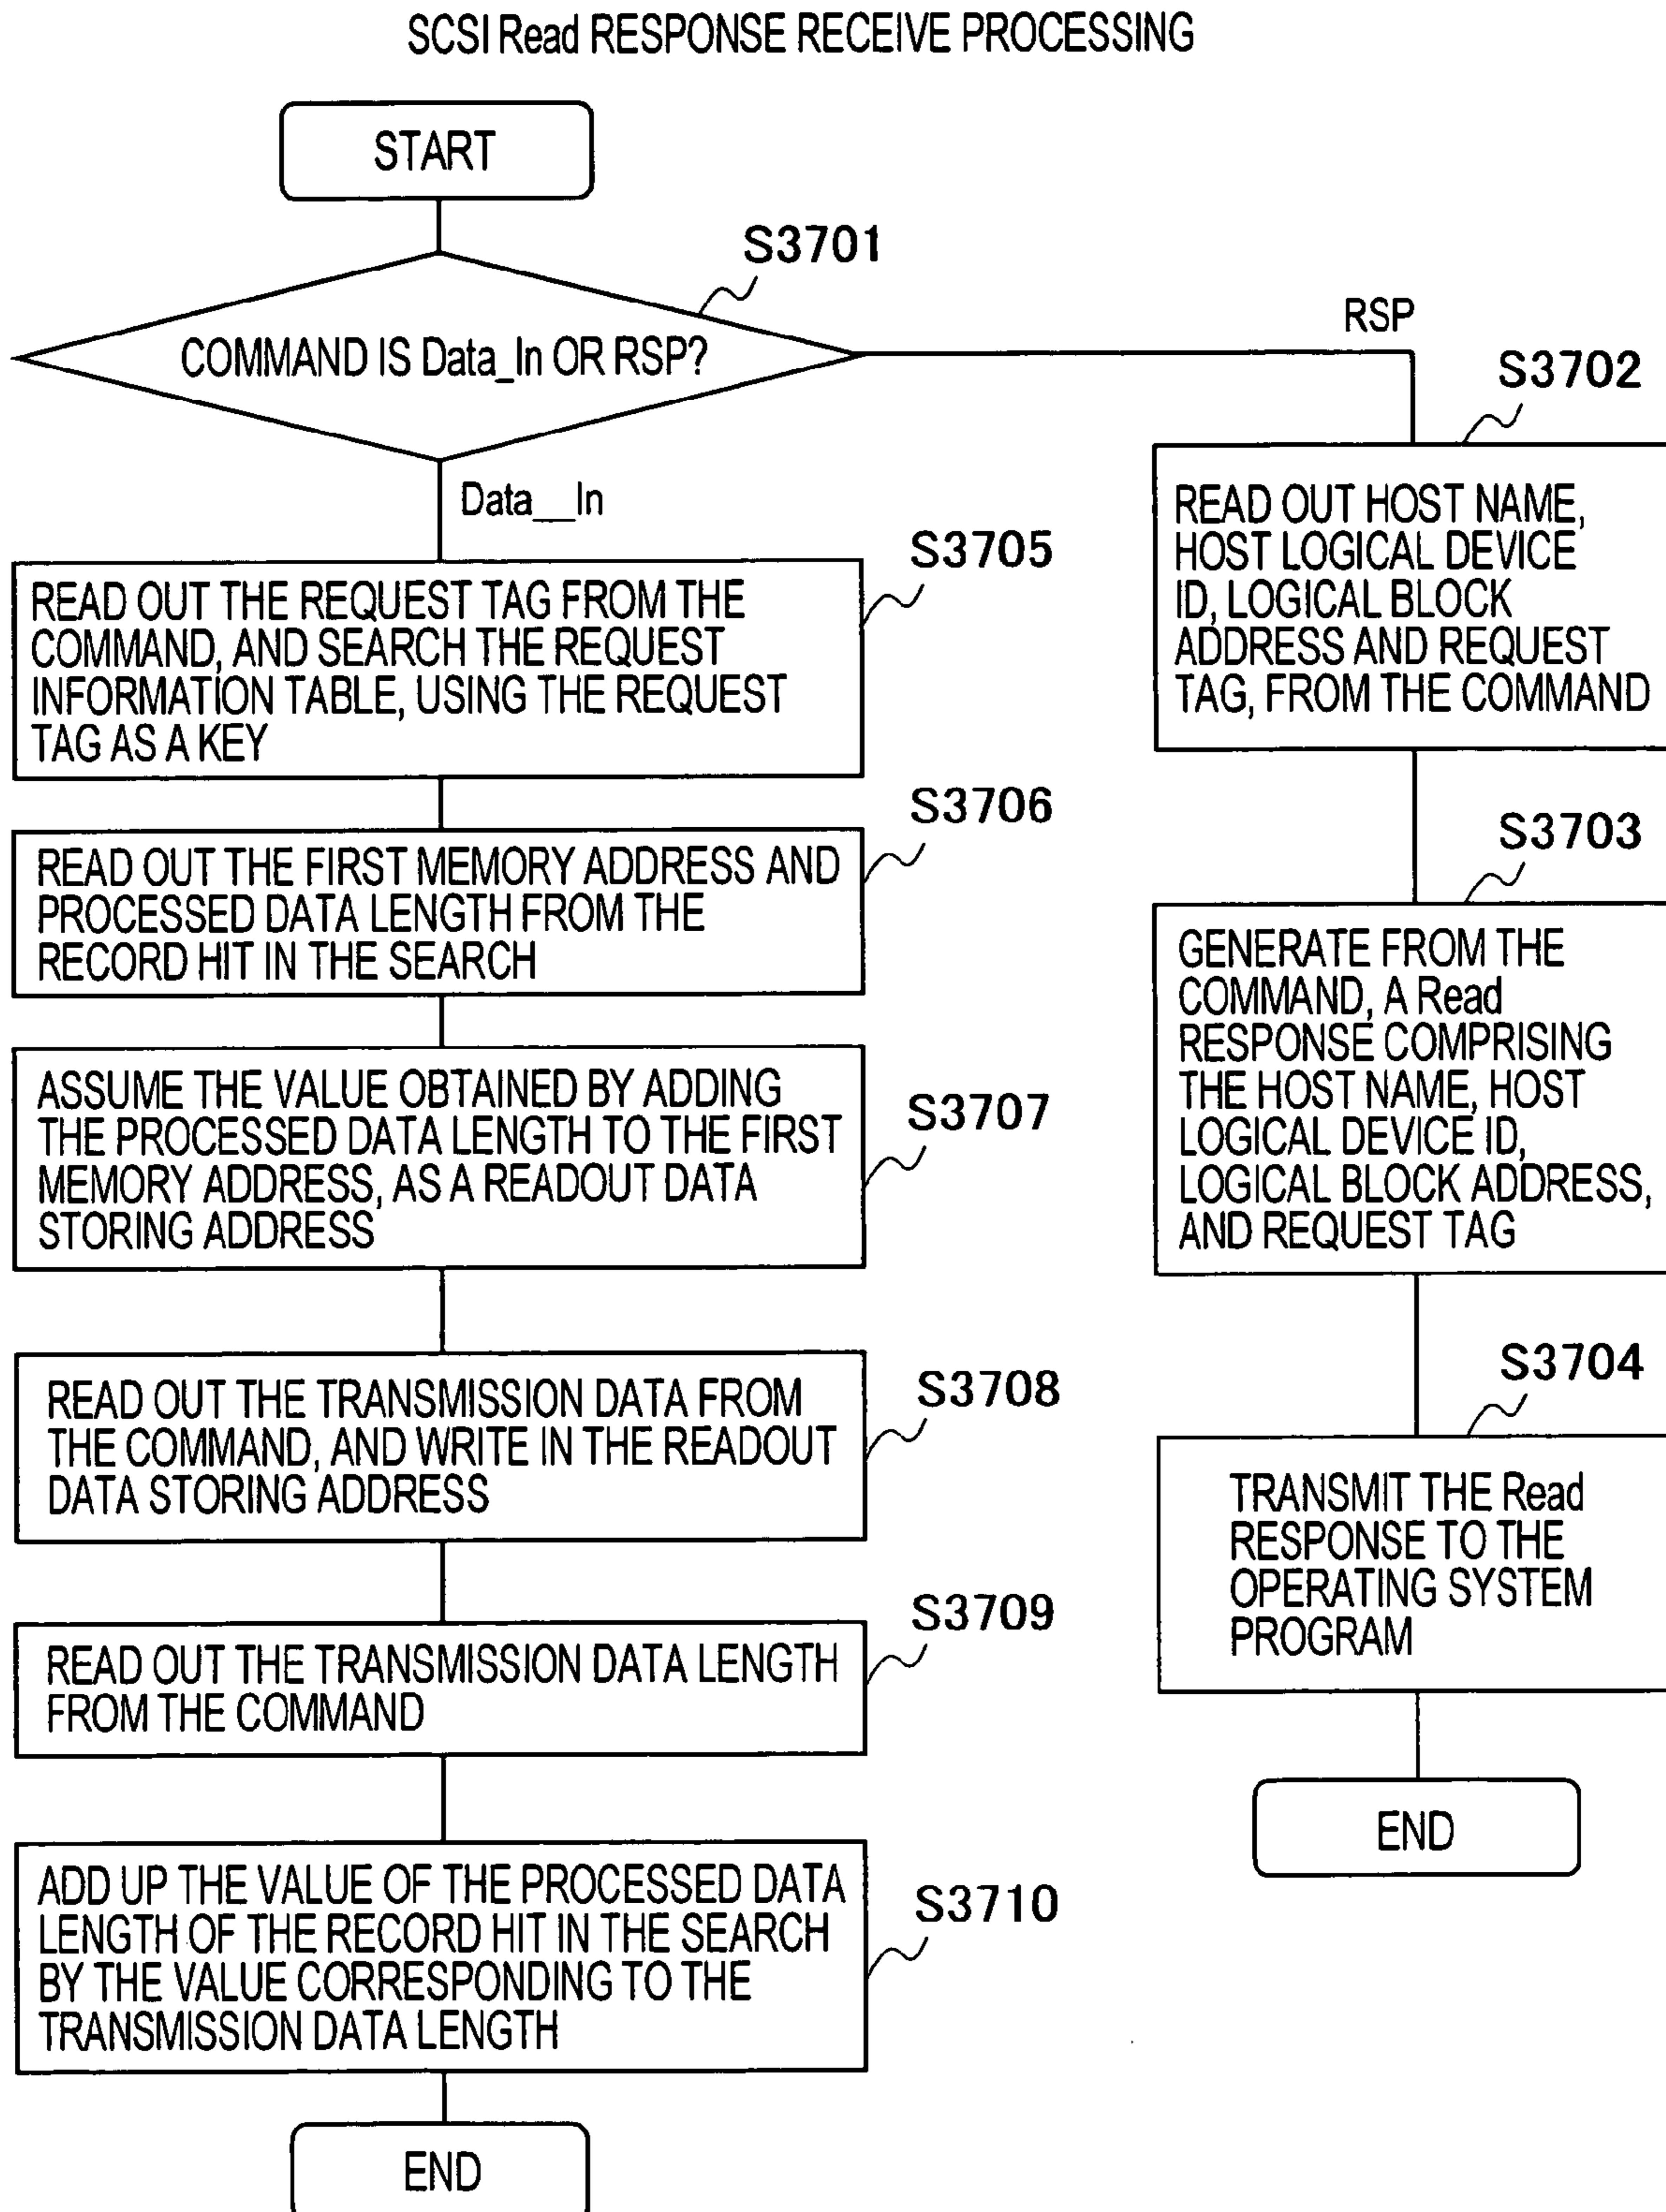 SCSI Read RESPONSE RECEIVE PROCESSING
START
S3701
COMMAND IS Data_In OR RSP?
RSP
Data__In
S3702
READ OUT HOST NAME,
HOST LOGICAL DEVICE
ID, LOGICAL BLOCK
ADDRESS AND REQUEST
TAG, FROM THE COMMAND
S3703
GENERATE FROM THE
COMMAND, A Read
RESPONSE COMPRISING
THE HOST NAME, HOST
LOGICAL DEVICE ID,
LOGICAL BLOCK ADDRESS,
AND REQUEST TAG
S3704
TRANSMIT THE Read
RESPONSE TO THE
OPERATING SYSTEM
PROGRAM
END
S3705
READ OUT THE REQUEST TAG FROM THE
COMMAND, AND SEARCH THE REQUEST
INFORMATION TABLE, USING THE REQUEST
TAG AS A KEY
S3706
READ OUT THE FIRST MEMORY ADDRESS AND
PROCESSED DATA LENGTH FROM THE
RECORD HIT IN THE SEARCH
S3707
ASSUME THE VALUE OBTAINED BY ADDING
THE PROCESSED DATA LENGTH TO THE FIRST
MEMORY ADDRESS, AS A READOUT DATA
STORING ADDRESS
S3708
READ OUT THE TRANSMISSION DATA FROM
THE COMMAND, AND WRITE IN THE READOUT
DATA STORING ADDRESS
S3709
READ OUT THE TRANSMISSION DATA LENGTH
FROM THE COMMAND
S3710
ADD UP THE VALUE OF THE PROCESSED DATA
LENGTH OF THE RECORD HIT IN THE SEARCH
BY THE VALUE CORRESPONDING TO THE
TRANSMISSION DATA LENGTH
END